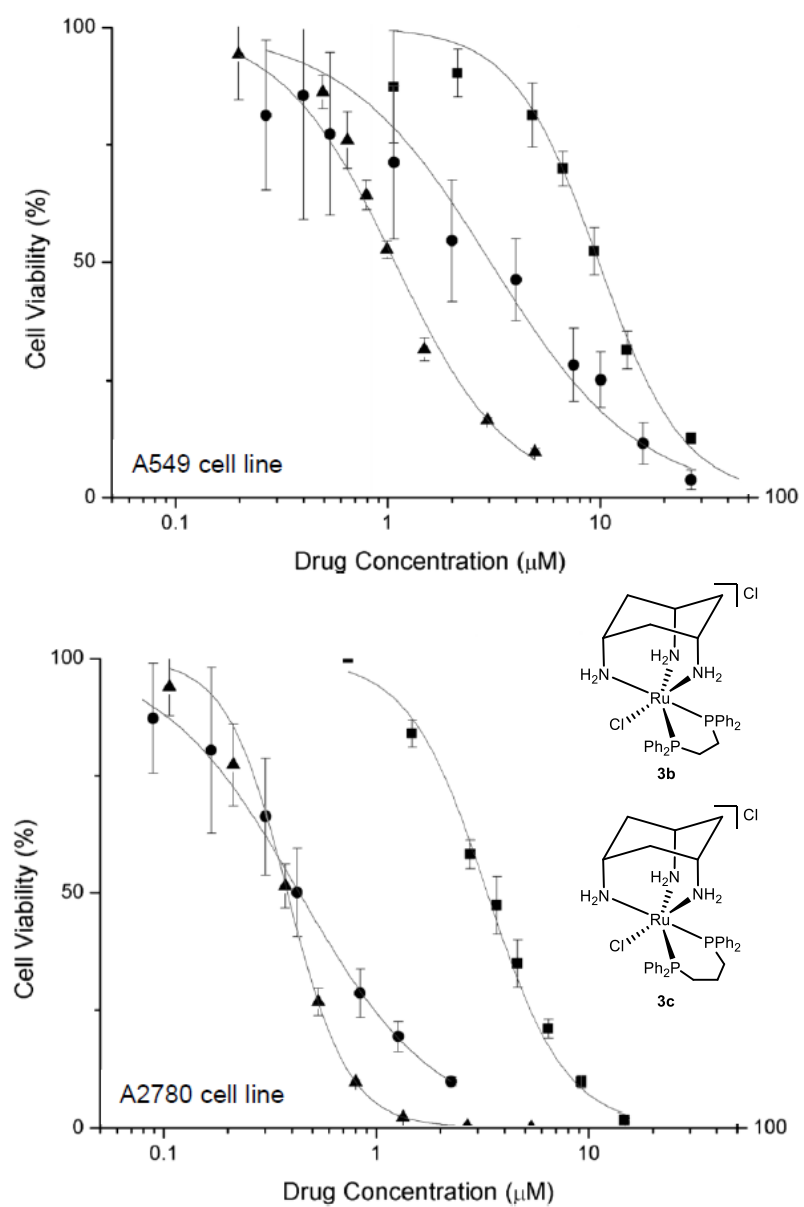 100
50
0
Cell Viability (%)
A549 cell line
0.1
1
10
100
Drug Concentration (μM)
Cl
H₂N
H₂N
NH₂
Ru
Cl
PPh₂
Ph₂P
3b
100
50
0
Cell Viability (%)
A2780 cell line
Cl
H₂N
H₂N
NH₂
Ru
Cl
PPh₂
Ph₂P
3c
0.1
1
10
100
Drug Concentration (μM)